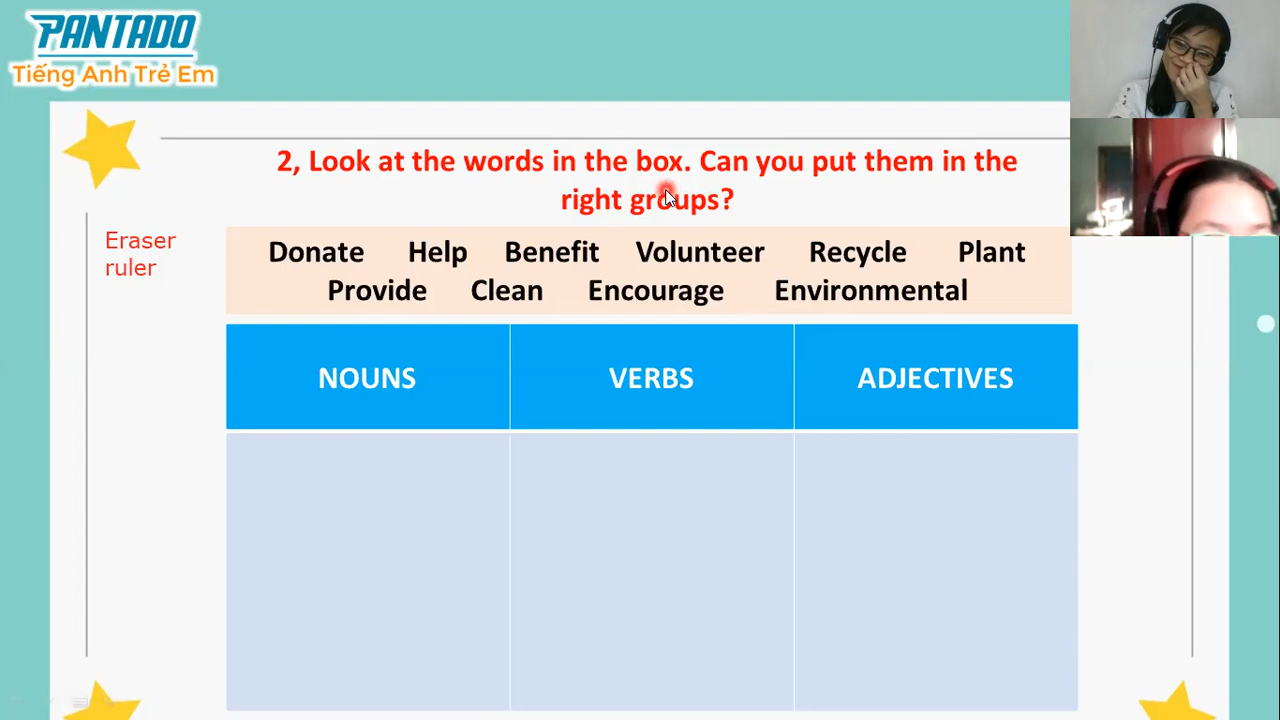 PANTADO
Tiếng Anh Trẻ Em
2, Look at the words in the box. Can you put them in the
right groups?
Eraser
ruler
Donate Help Benefit Volunteer Recycle Plant
Provide Clean Encourage Environmental
NOUNS VERBS ADJECTIVES